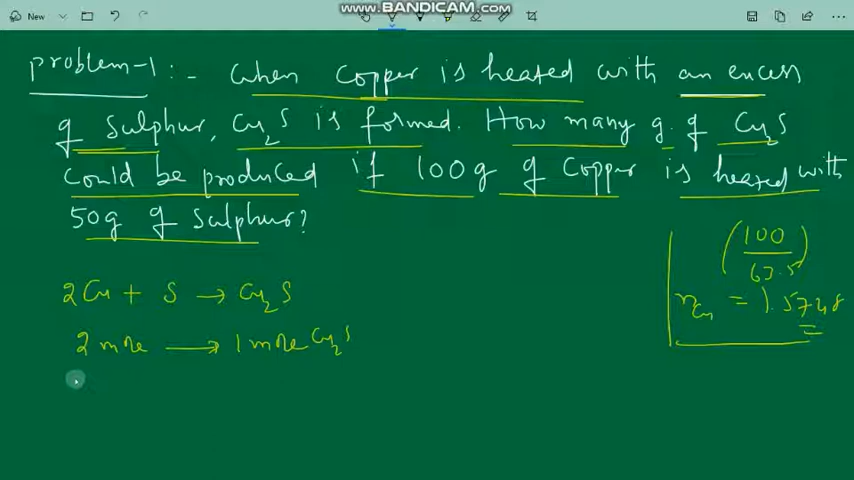 www.BANDICAM.com
New
problem-1:- when Copper is heated with an excess
of Sulphur, Cu2S is formed. How many g. of Cu2S
Could be produced if 100g of Copper is heated with
50g of Sulphur?
(100/63.5)
nCu = 1.5748
2Cu + S → Cu2S
2 mole → 1 mole Cu2S